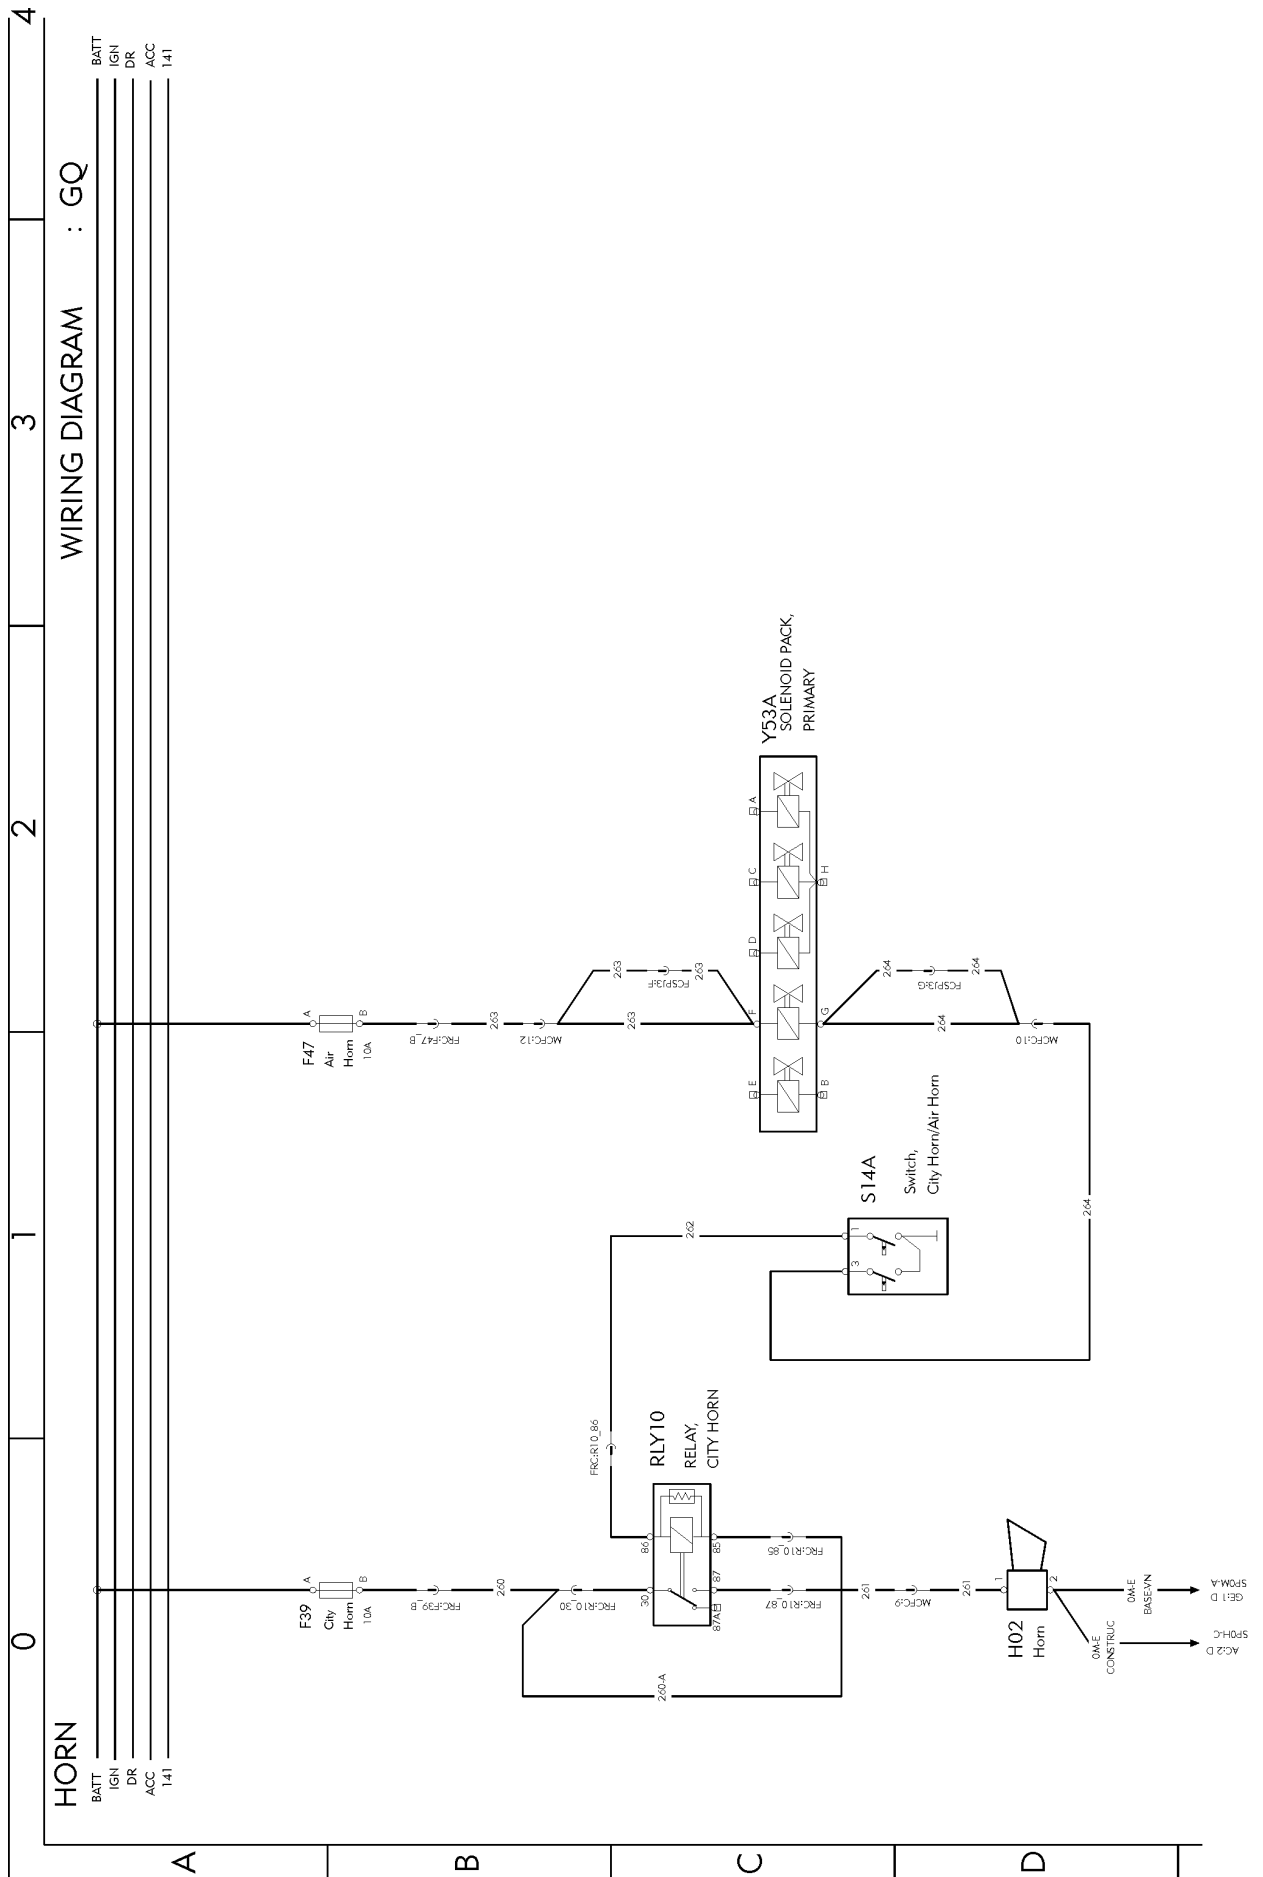 HORN
WIRING DIAGRAM : GQ
0
1
2
3
4
A
B
C
D
BATT
IGN
DR
ACC
141
BATT
IGN
DR
ACC
141
F39
City
Horn
10A
A
B
FRC:F39_B
260
FRC:R10_30
260-A
F47
Air
Horn
10A
A
B
FRC:F47_B
263
MCFC:12
263
263
FCSPJ3:F
263
FRC:R10_86
262
RLY10
RELAY,
CITY HORN
30
86
87A
87
85
FRC:R10_87
FRC:R10_85
261
MCFC:9
261
Y53A
SOLENOID PACK,
PRIMARY
E
F
D
C
A
B
G
H
264
264
FCSPJ3:G
264
MCFC:10
264
S14A
Switch,
City Horn/Air Horn
3
1
H02
Horn
1
2
0M-E
CONSTRUC
0M-E
BASE-VN
AC:2 D
SP0H-C
GE:1 D
SP0M-A